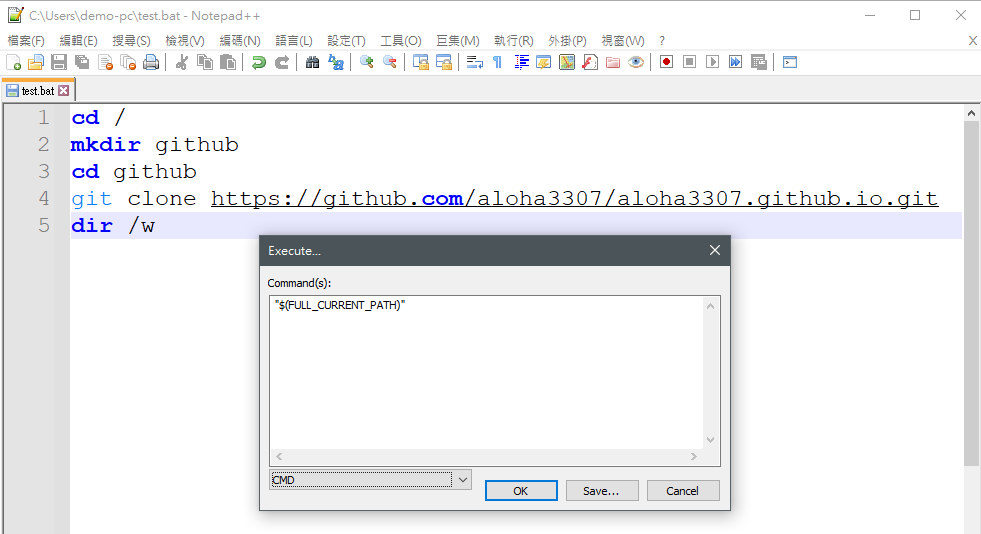 C:\Users\demo-pc\test.bat - Notepad++
檔案(F) 編輯(E) 搜尋(S) 檢視(V) 編碼(N) 語言(L) 設定(T) 工具(O) 巨集(M) 執行(R) 外掛(P) 視窗(W) ? X
test.bat
1 cd /
2 mkdir github
3 cd github
4 git clone https://github.com/aloha3307/aloha3307.github.io.git
5 dir /w
Execute...
Command(s):
"$(FULL_CURRENT_PATH)"
CMD
OK Save... Cancel